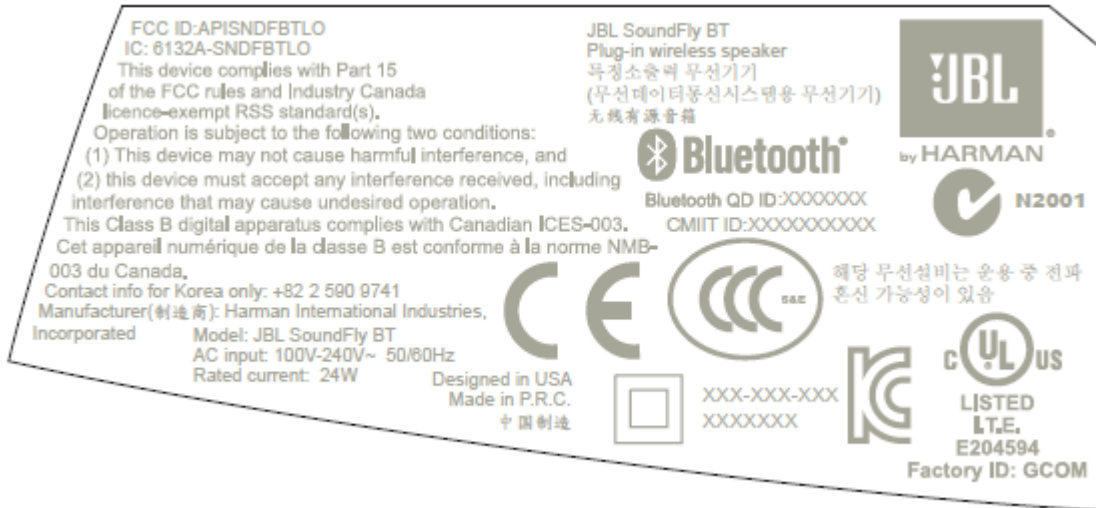 FCC ID:APISNDFBTLO
IC: 6132A-SNDFBTLO
This device complies with Part 15
of the FCC rules and Industry Canada
licence-exempt RSS standard(s).
Operation is subject to the following two conditions:
(1) This device may not cause harmful interference, and
(2) this device must accept any interference received, including
interference that may cause undesired operation.
This Class B digital apparatus complies with Canadian ICES-003.
Cet appareil numérique de la classe B est conforme à la norme NMB-
003 du Canada.
Contact info for Korea only: +82 2 590 9741
Manufacturer(制造商): Harman International Industries,
Incorporated
Model: JBL SoundFly BT
AC input: 100V-240V~ 50/60Hz
Rated current: 24W
Designed in USA
Made in P.R.C.
中国制造
JBL SoundFly BT
Plug-in wireless speaker
특정소출력 무선기기
(무선데이터통신시스템용 무선기기)
无线有源音箱
Bluetooth
Bluetooth QD ID:XXXXXXX
CMIIT ID:XXXXXXXXXXX
JBL
by HARMAN
N2001
CE
CCC
S&E
해당 무선설비는 운용 중 전파
혼신 가능성이 있음
XXX-XXX-XXX
XXXXXXX
C UL US
LISTED
I.T.E.
E204594
Factory ID: GCOM